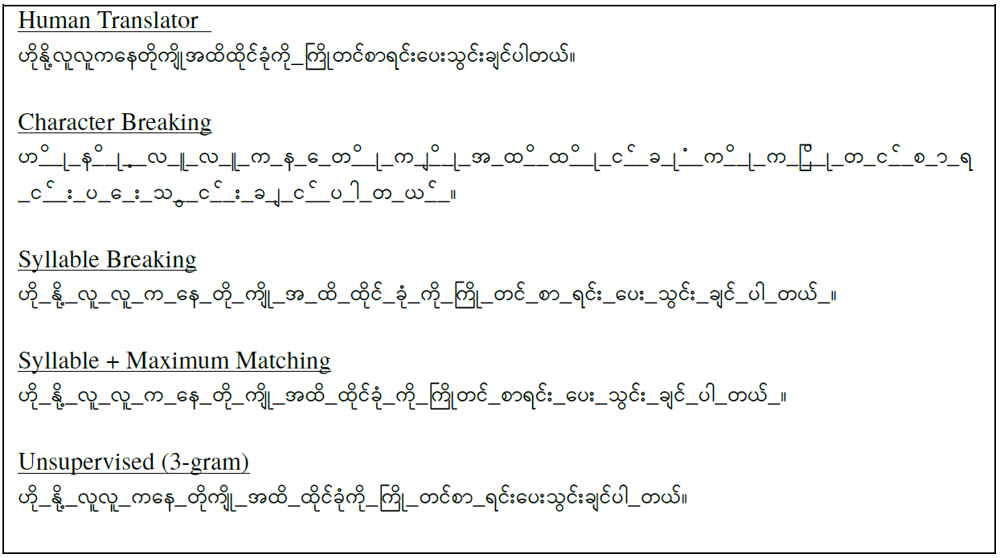 Human Translator
ဟိုနို့လူလူကနေတိုကျိုအထိထိုင်ခုံကို_ကြိုတင်စာရင်းပေးသွင်းချင်ပါတယ်။
Character Breaking
ဟ_ိ_ု_န_ိ_ု_့_လ_ူ_လ_ူ_က_န_ေ_တ_ိ_ု_က_ျ_ိ_ု_အ_ထ_ိ_ထ_ိ_ု_င_်_ခ_ု_ံ_က_ိ_ု_က_ြ_ိ_ု_တ_င_်_စ_ာ_ရ
_င_်_း_ပ_ေ_း_သ_ွ_င_်_း_ခ_ျ_င_်_ပ_ါ_တ_ယ_်_။
Syllable Breaking
ဟို_နို့_လူ_လူ_က_နေ_တို_ကျို_အ_ထိ_ထိုင်_ခုံ_ကို_ကြို_တင်_စာ_ရင်း_ပေး_သွင်း_ချင်_ပါ_တယ်_။
Syllable + Maximum Matching
ဟို_နို့_လူ_လူ_က_နေ_တို_ကျို_အထိ_ထိုင်ခုံ_ကို_ကြိုတင်_စာရင်း_ပေး_သွင်း_ချင်_ပါ_တယ်_။
Unsupervised (3-gram)
ဟို_နို့_လူလူ_ကနေ_တိုကျို_အထိ_ထိုင်ခုံကို_ကြို_တင်စာ_ရင်းပေးသွင်းချင်ပါ_တယ်။